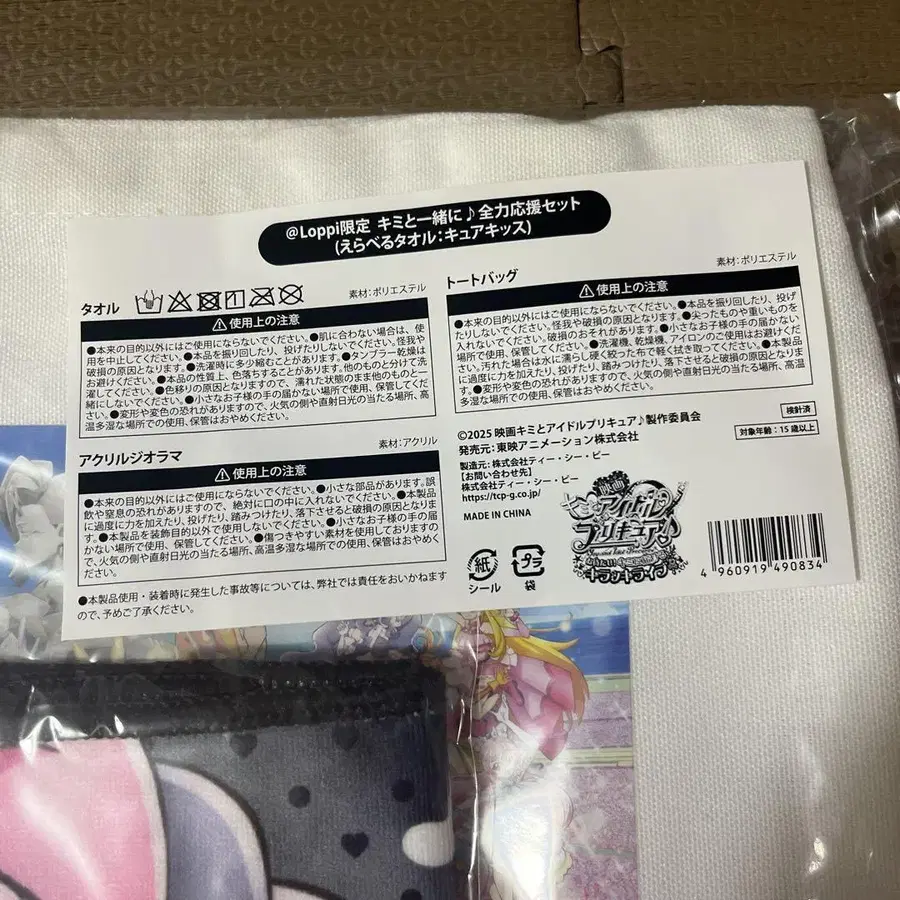 @Loppi限定 キミと一緒に♪全力応援セット
(えらべるタオル:キュアキッス)
タオル
素材:ポリエステル
⚠使用上の注意
●本来の目的以外にはご使用にならないでください。●肌に合わない場合は、使
用を中止してください。●本品を振り回したり、投げたりしないでください。怪我や
破損の原因となります。●洗濯時に多少縮むことがあります。●タンブラー乾燥は
お避けください。●本品の性質上、色落ちすることがあります。他のものと分けて洗
濯してください。●色移りの原因となりますので、濡れた状態のまま他のものと一
緒にしないでください。●小さなお子様の手の届かない場所で使用、保管してくださ
い。●変形や変色の恐れがありますので、火気の側や直射日光の当たる場所、高
温多湿な場所での使用、保管はおやめください。
アクリルジオラマ
素材:アクリル
⚠使用上の注意
●本来の目的以外にはご使用にならないでください。●小さな部品があります。誤
飲や窒息の恐れがありますので、絶対に口の中に入れないでください。●本製品
に過度に力を加えたり、投げたり、踏みつけたり、落下させると破損の原因となりま
す。●本製品を装飾目的以外で使用しないでください。●小さなお子様の手の届
かない場所で使用、保管してください。●傷つきやすい素材を使用しておりますの
で、火気の側や直射日光の当たる場所、高温多湿な場所での使用、保管はおやめく
ださい。
●本製品使用・装着時に発生した事故等については、弊社では責任をおいかねます
ので、予めご了承ください。
トートバッグ
素材:ポリエステル
⚠使用上の注意
●本来の目的以外にはご使用にならないでください。●本品を振り回したり、投げ
たりしないでください。怪我や破損の原因となります。●尖ったものや重いものを
入れないでください。破損のおそれがあります。●小さなお子様の手の届かない
場所で使用、保管してください。●洗濯機、乾燥機、アイロンのご使用はお避けくだ
さい。汚れた場合は水に濡らし硬く絞った布で軽く拭き取ってください。●本製品
に過度に力を加えたり、投げたり、踏みつけたり、落下させると破損の原因となりま
す。●変形や変色の恐れがありますので、火気の側や直射日光の当たる場所、高温
多湿な場所での使用、保管はおやめください。
検針済
対象年齢:15歳以上
©2025 映画キミとアイドルプリキュア♪製作委員会
発売元:東映アニメーション株式会社
製造元:株式会社ティー・シー・ピー
【お問い合わせ先】
株式会社ティー・シー・ピー
https://tcp-g.co.jp/
MADE IN CHINA
紙
シール
プラ
袋
映画
キミとアイドル
プリキュア♪
キラッキライブ
4 960919 490834